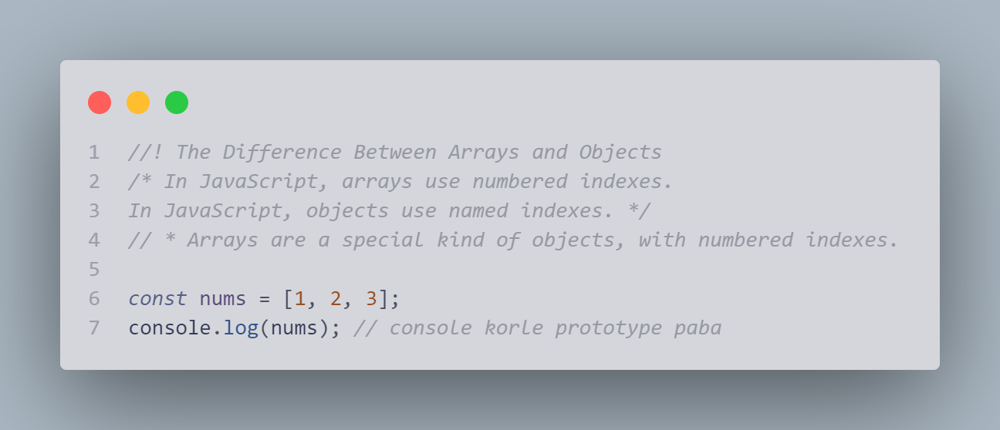 1 //! The Difference Between Arrays and Objects
2 /* In JavaScript, arrays use numbered indexes.
3 In JavaScript, objects use named indexes. */
4 // * Arrays are a special kind of objects, with numbered indexes.
5
6 const nums = [1, 2, 3];
7 console.log(nums); // console korle prototype paba